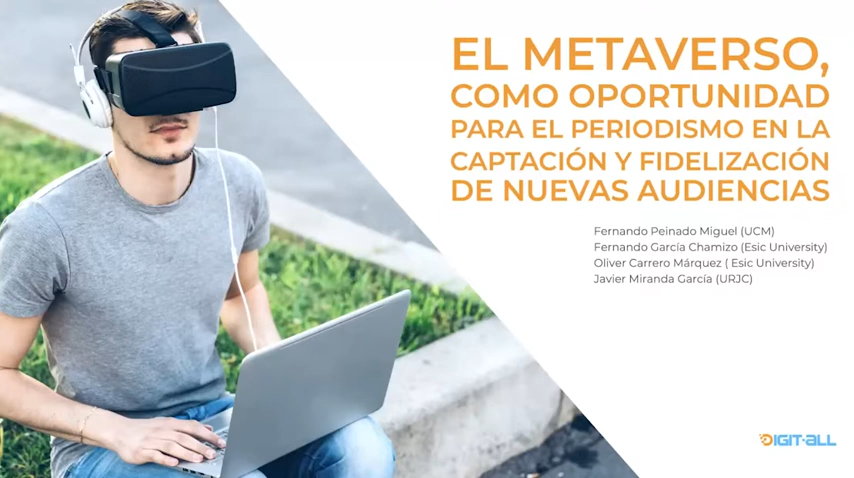 EL METAVERSO,
COMO OPORTUNIDAD
PARA EL PERIODISMO EN LA
CAPTACIÓN Y FIDELIZACIÓN
DE NUEVAS AUDIENCIAS
Fernando Peinado Miguel (UCM)
Fernando García Chamizo (Esic University)
Oliver Carrero Márquez ( Esic University)
Javier Miranda García (URJC)
DIGIT·ALL